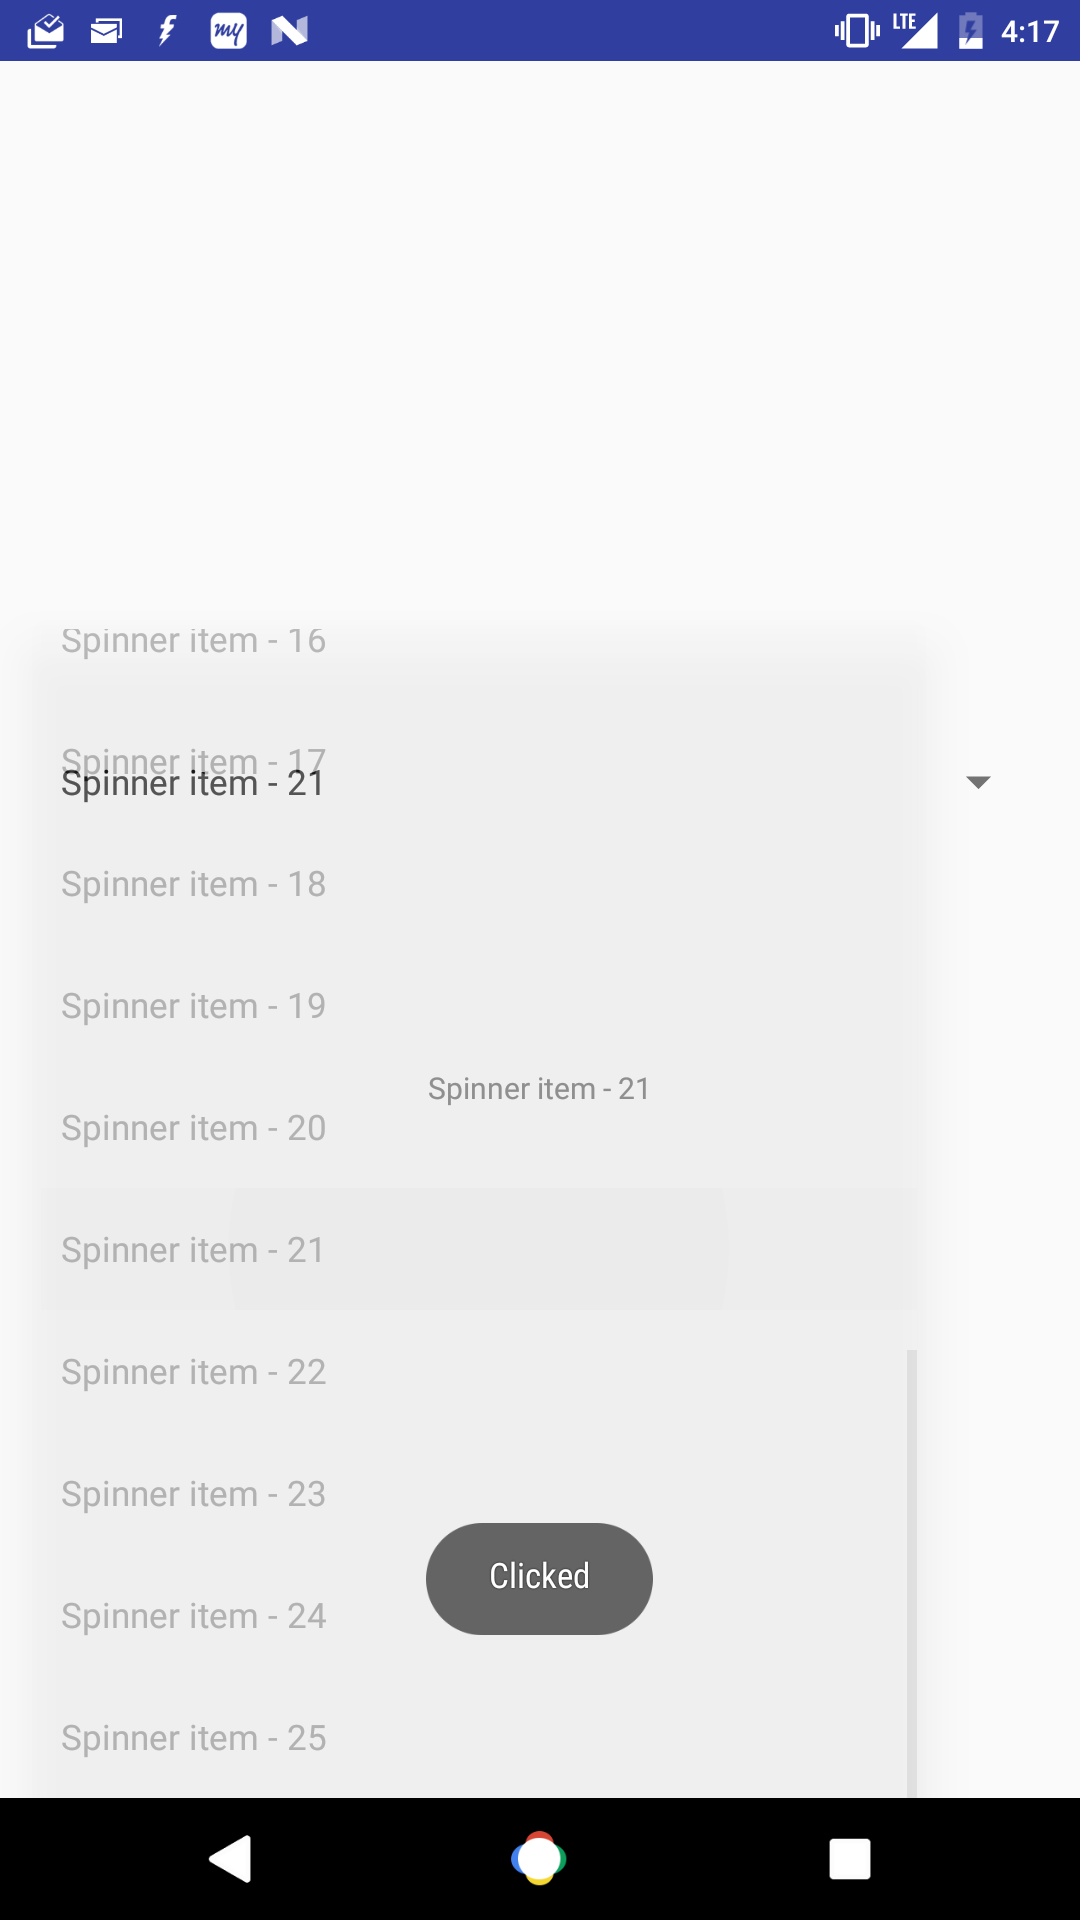 my N LTE 4:17
Spinner item - 16
Spinner item - 17
Spinner item - 21
Spinner item - 18
Spinner item - 19
Spinner item - 21
Spinner item - 20
Spinner item - 21
Spinner item - 22
Spinner item - 23
Clicked
Spinner item - 24
Spinner item - 25